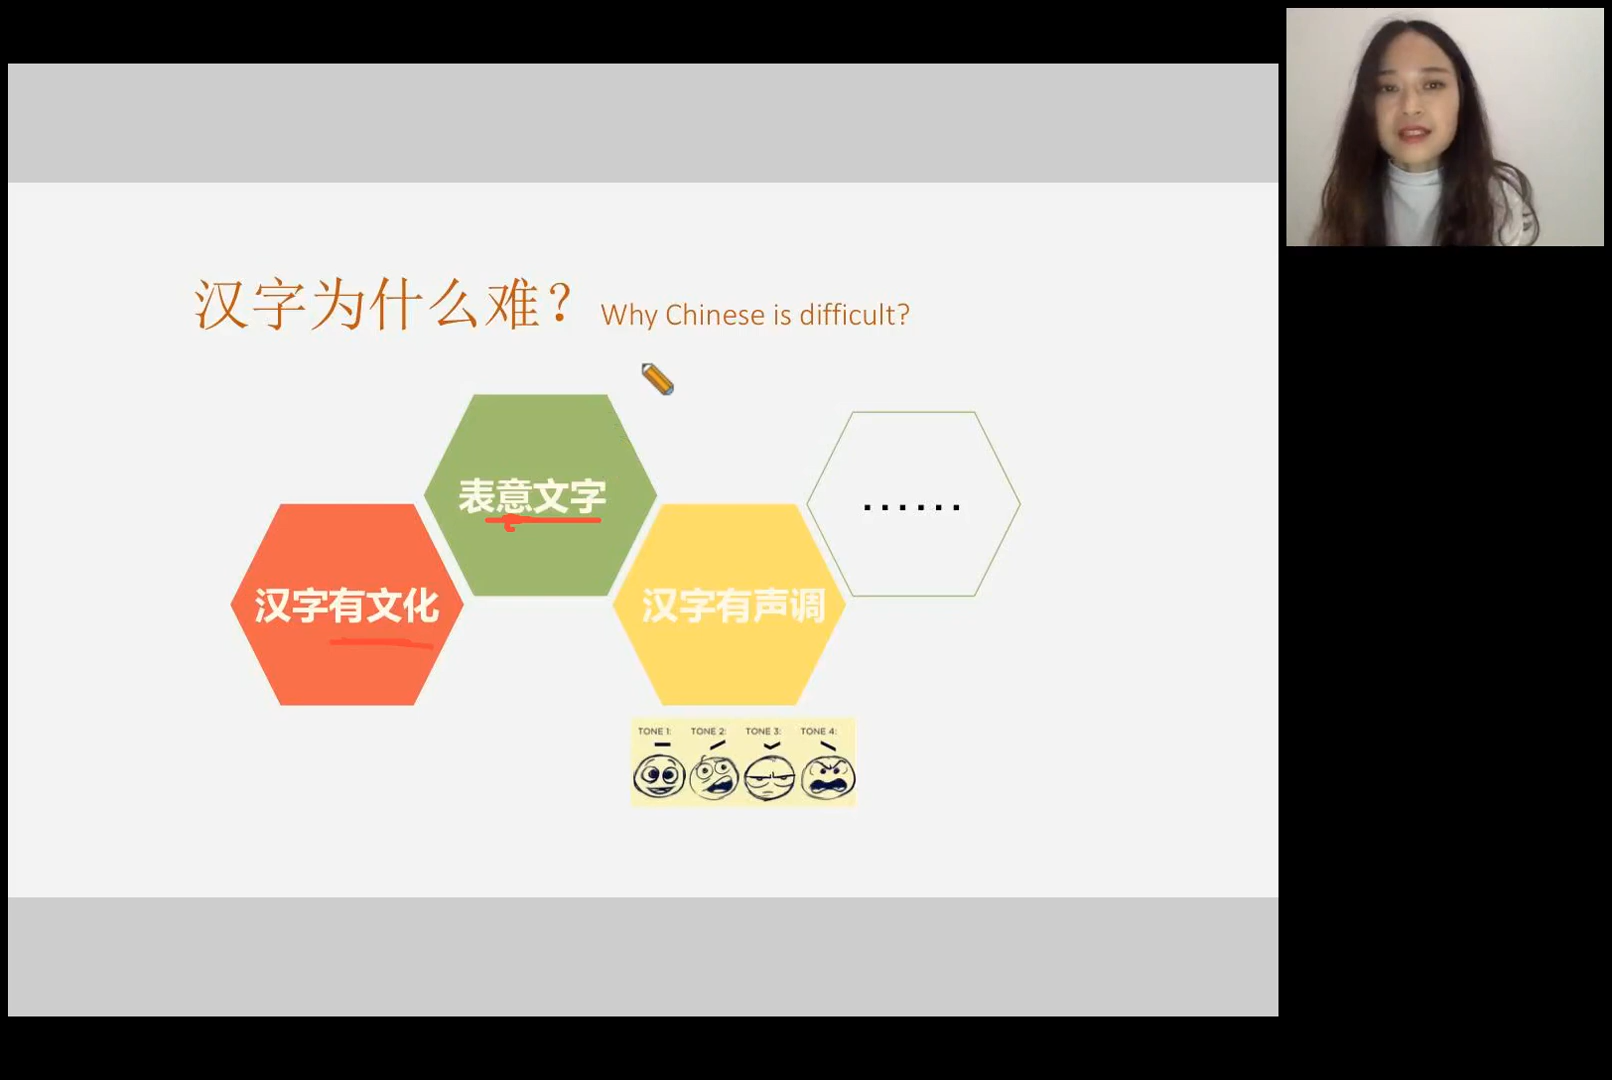 汉字为什么难？ Why Chinese is difficult?
表意文字
......
汉字有文化
汉字有声调
TONE 1: TONE 2: TONE 3: TONE 4: